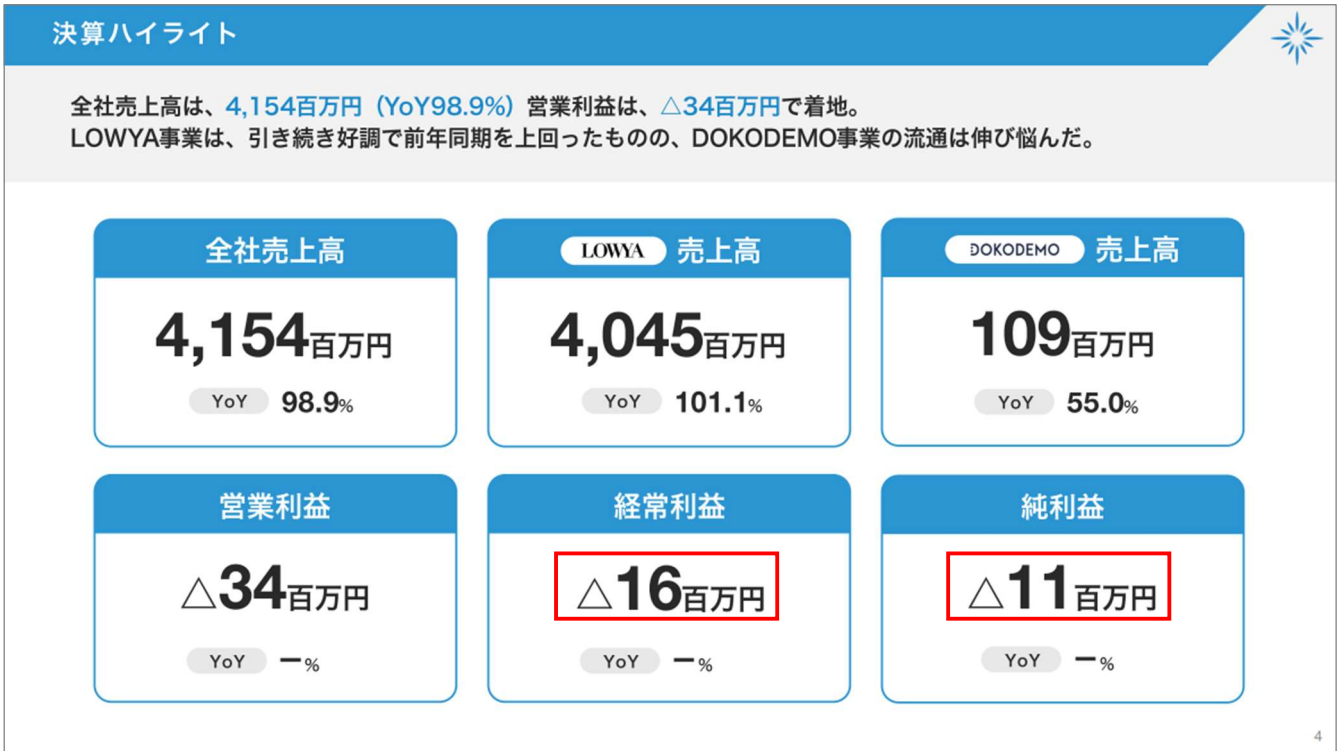 決算ハイライト
全社売上高は、4,154百万円（YoY98.9%）営業利益は、△34百万円で着地。
LOWYA事業は、引き続き好調で前年同期を上回ったものの、DOKODEMO事業の流通は伸び悩んだ。
全社売上高
4,154百万円
YoY 98.9%
LOWYA 売上高
4,045百万円
YoY 101.1%
DOKODEMO 売上高
109百万円
YoY 55.0%
営業利益
△34百万円
YoY ー%
経常利益
△16百万円
YoY ー%
純利益
△11百万円
YoY ー%
4